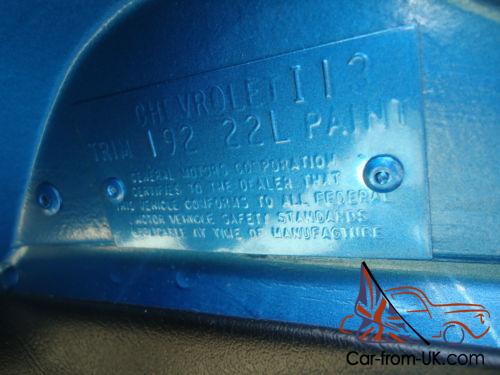 CHEVROLET I13
TRIM 192 22L PAINT
GENERAL MOTORS CORPORATION
CERTIFIES TO THE DEALER THAT
THIS VEHICLE CONFORMS TO ALL FEDERAL
MOTOR VEHICLE SAFETY STANDARDS
APPLICABLE AT TIME OF MANUFACTURE
Car-from-UK.com